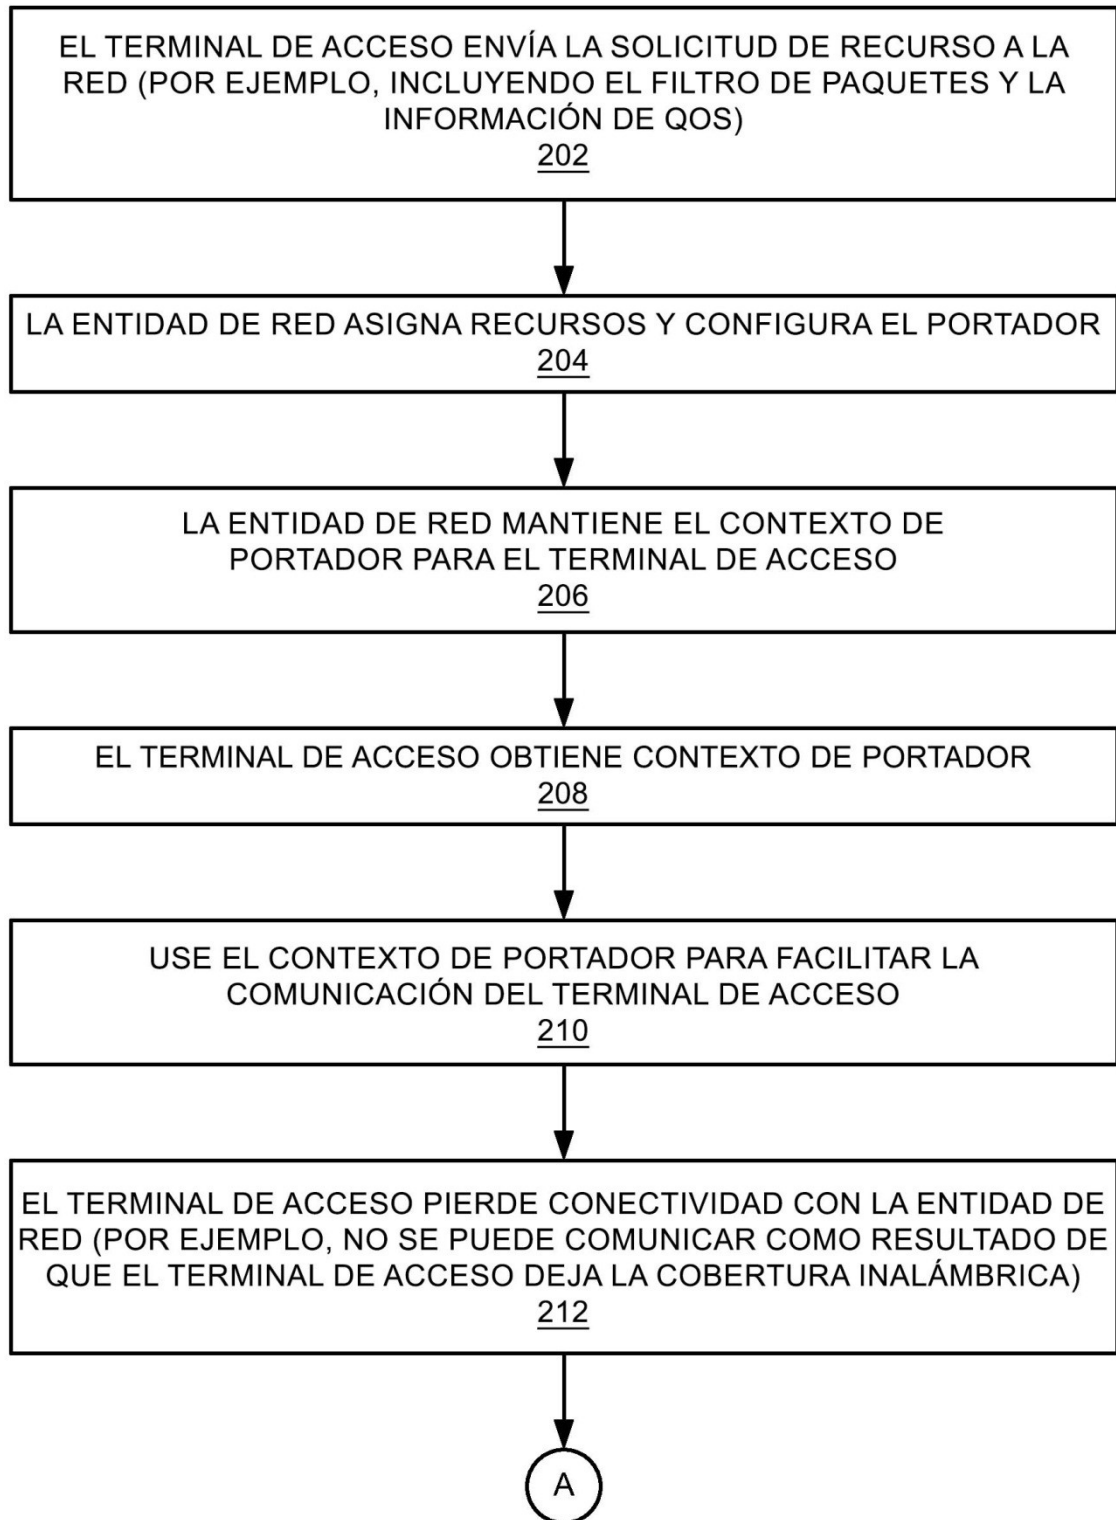 EL TERMINAL DE ACCESO ENVÍA LA SOLICITUD DE RECURSO A LA
RED (POR EJEMPLO, INCLUYENDO EL FILTRO DE PAQUETES Y LA
INFORMACIÓN DE QOS)
202
LA ENTIDAD DE RED ASIGNA RECURSOS Y CONFIGURA EL PORTADOR
204
LA ENTIDAD DE RED MANTIENE EL CONTEXTO DE
PORTADOR PARA EL TERMINAL DE ACCESO
206
EL TERMINAL DE ACCESO OBTIENE CONTEXTO DE PORTADOR
208
USE EL CONTEXTO DE PORTADOR PARA FACILITAR LA
COMUNICACIÓN DEL TERMINAL DE ACCESO
210
EL TERMINAL DE ACCESO PIERDE CONECTIVIDAD CON LA ENTIDAD DE
RED (POR EJEMPLO, NO SE PUEDE COMUNICAR COMO RESULTADO DE
QUE EL TERMINAL DE ACCESO DEJA LA COBERTURA INALÁMBRICA)
212
A